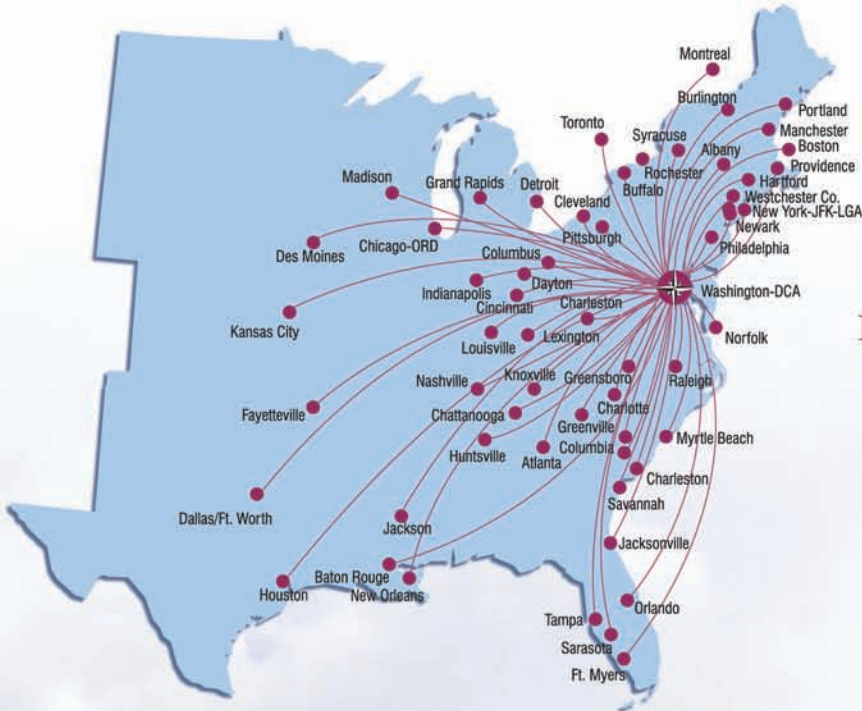 Montreal
Burlington
Portland
Toronto
Syracuse
Manchester
Albany
Boston
Rochester
Providence
Buffalo
Hartford
Madison
Grand Rapids
Detroit
Westchester Co.
Cleveland
New York-JFK-LGA
Newark
Pittsburgh
Philadelphia
Des Moines
Chicago-ORD
Columbus
Dayton
Washington-DCA
Indianapolis
Cincinnati
Charleston
Kansas City
Norfolk
Louisville
Lexington
Nashville
Knoxville
Greensboro
Raleigh
Fayetteville
Chattanooga
Charlotte
Greenville
Myrtle Beach
Huntsville
Atlanta
Columbia
Charleston
Savannah
Dallas/Ft. Worth
Jackson
Jacksonville
Houston
Baton Rouge
New Orleans
Orlando
Tampa
Sarasota
Ft. Myers